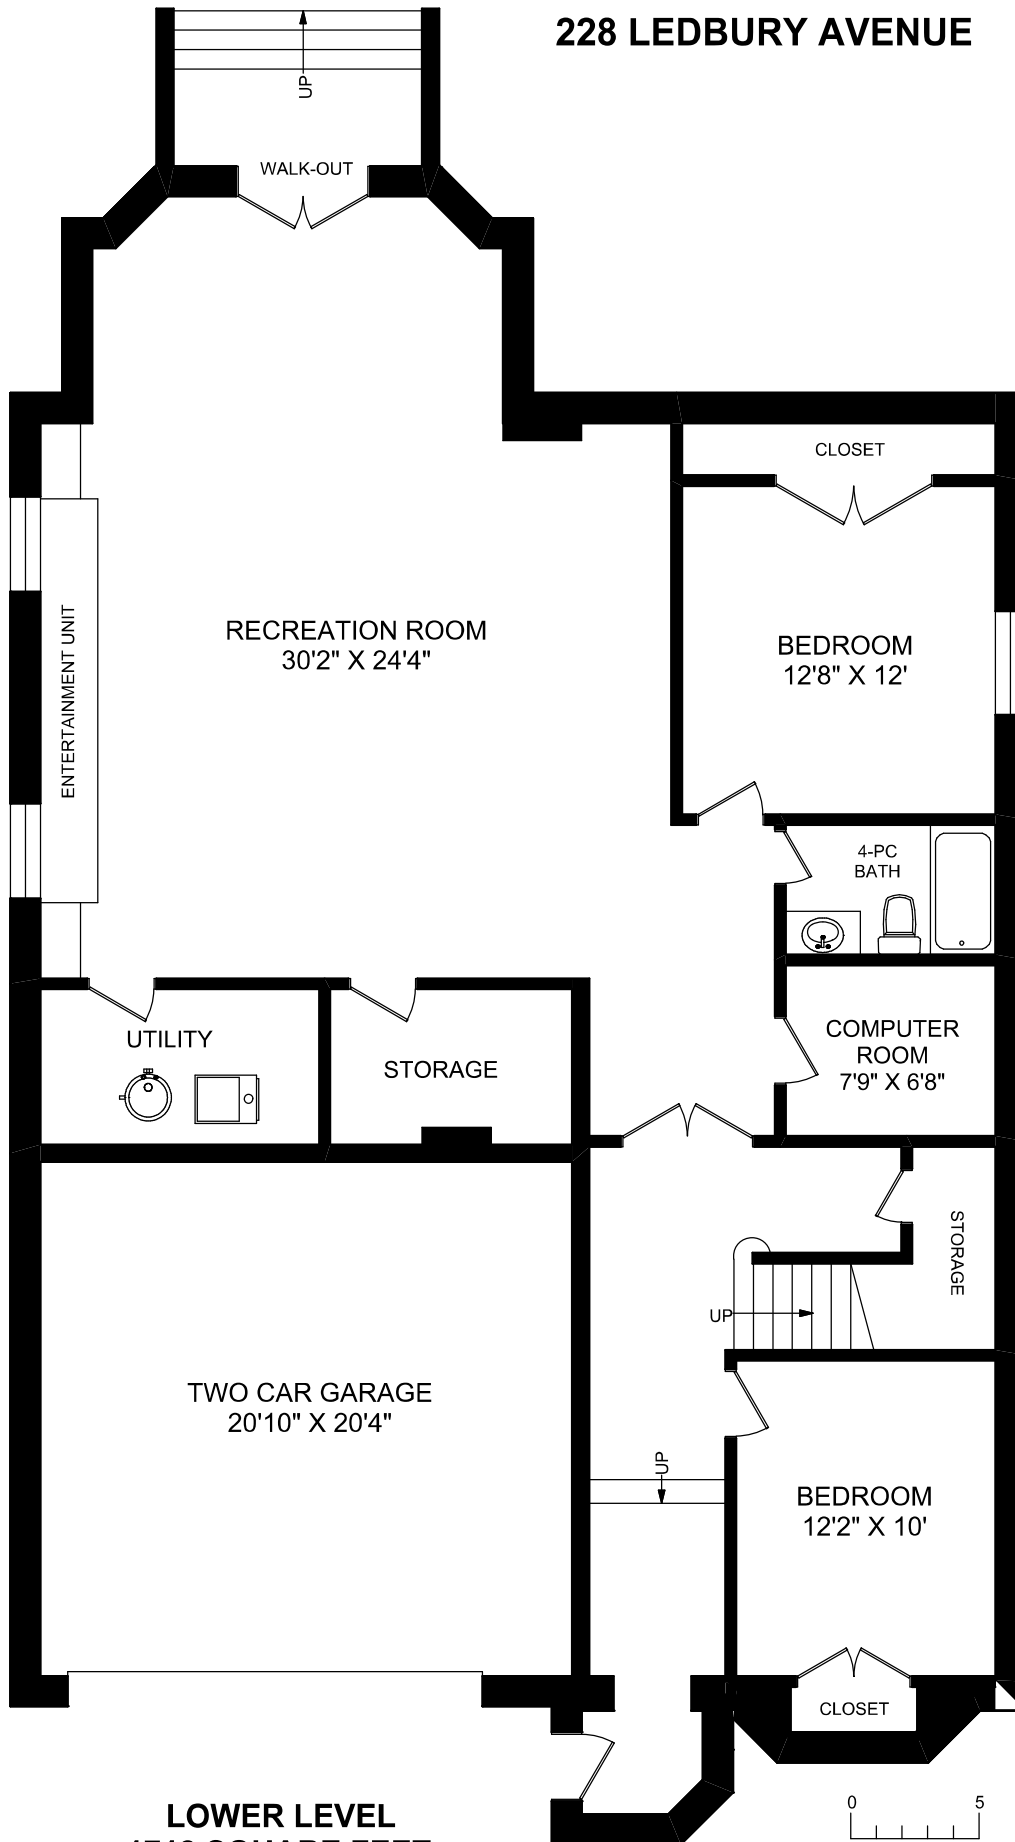 228 LEDBURY AVENUE
UP
WALK-OUT
CLOSET
ENTERTAINMENT UNIT
RECREATION ROOM
30'2" X 24'4"
BEDROOM
12'8" X 12'
4-PC
BATH
UTILITY
STORAGE
COMPUTER
ROOM
7'9" X 6'8"
STORAGE
UP
TWO CAR GARAGE
20'10" X 20'4"
UP
BEDROOM
12'2" X 10'
CLOSET
0 5
LOWER LEVEL
SQUARE FEET